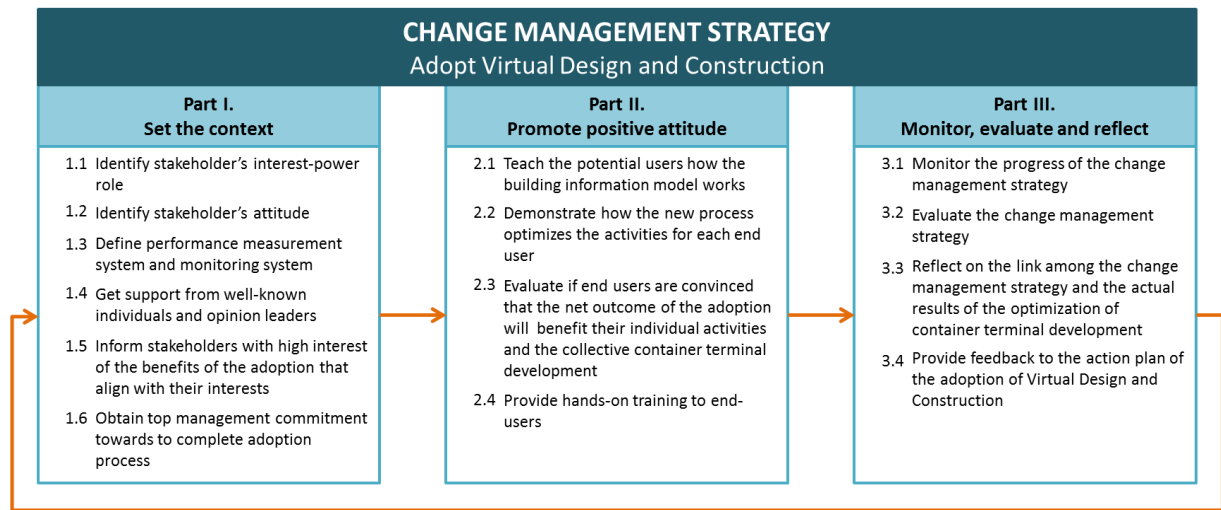 CHANGE MANAGEMENT STRATEGY
Adopt Virtual Design and Construction
Part I.
Set the context
1.1 Identify stakeholder's interest-power
role
1.2 Identify stakeholder's attitude
1.3 Define performance measurement
system and monitoring system
1.4 Get support from well-known
individuals and opinion leaders
1.5 Inform stakeholders with high interest
of the benefits of the adoption that
align with their interests
1.6 Obtain top management commitment
towards to complete adoption
process
Part II.
Promote positive attitude
2.1 Teach the potential users how the
building information model works
2.2 Demonstrate how the new process
optimizes the activities for each end
user
2.3 Evaluate if end users are convinced
that the net outcome of the adoption
will benefit their individual activities
and the collective container terminal
development
2.4 Provide hands-on training to end-
users
Part III.
Monitor, evaluate and reflect
3.1 Monitor the progress of the change
management strategy
3.2 Evaluate the change management
strategy
3.3 Reflect on the link among the change
management strategy and the actual
results of the optimization of
container terminal development
3.4 Provide feedback to the action plan of
the adoption of Virtual Design and
Construction